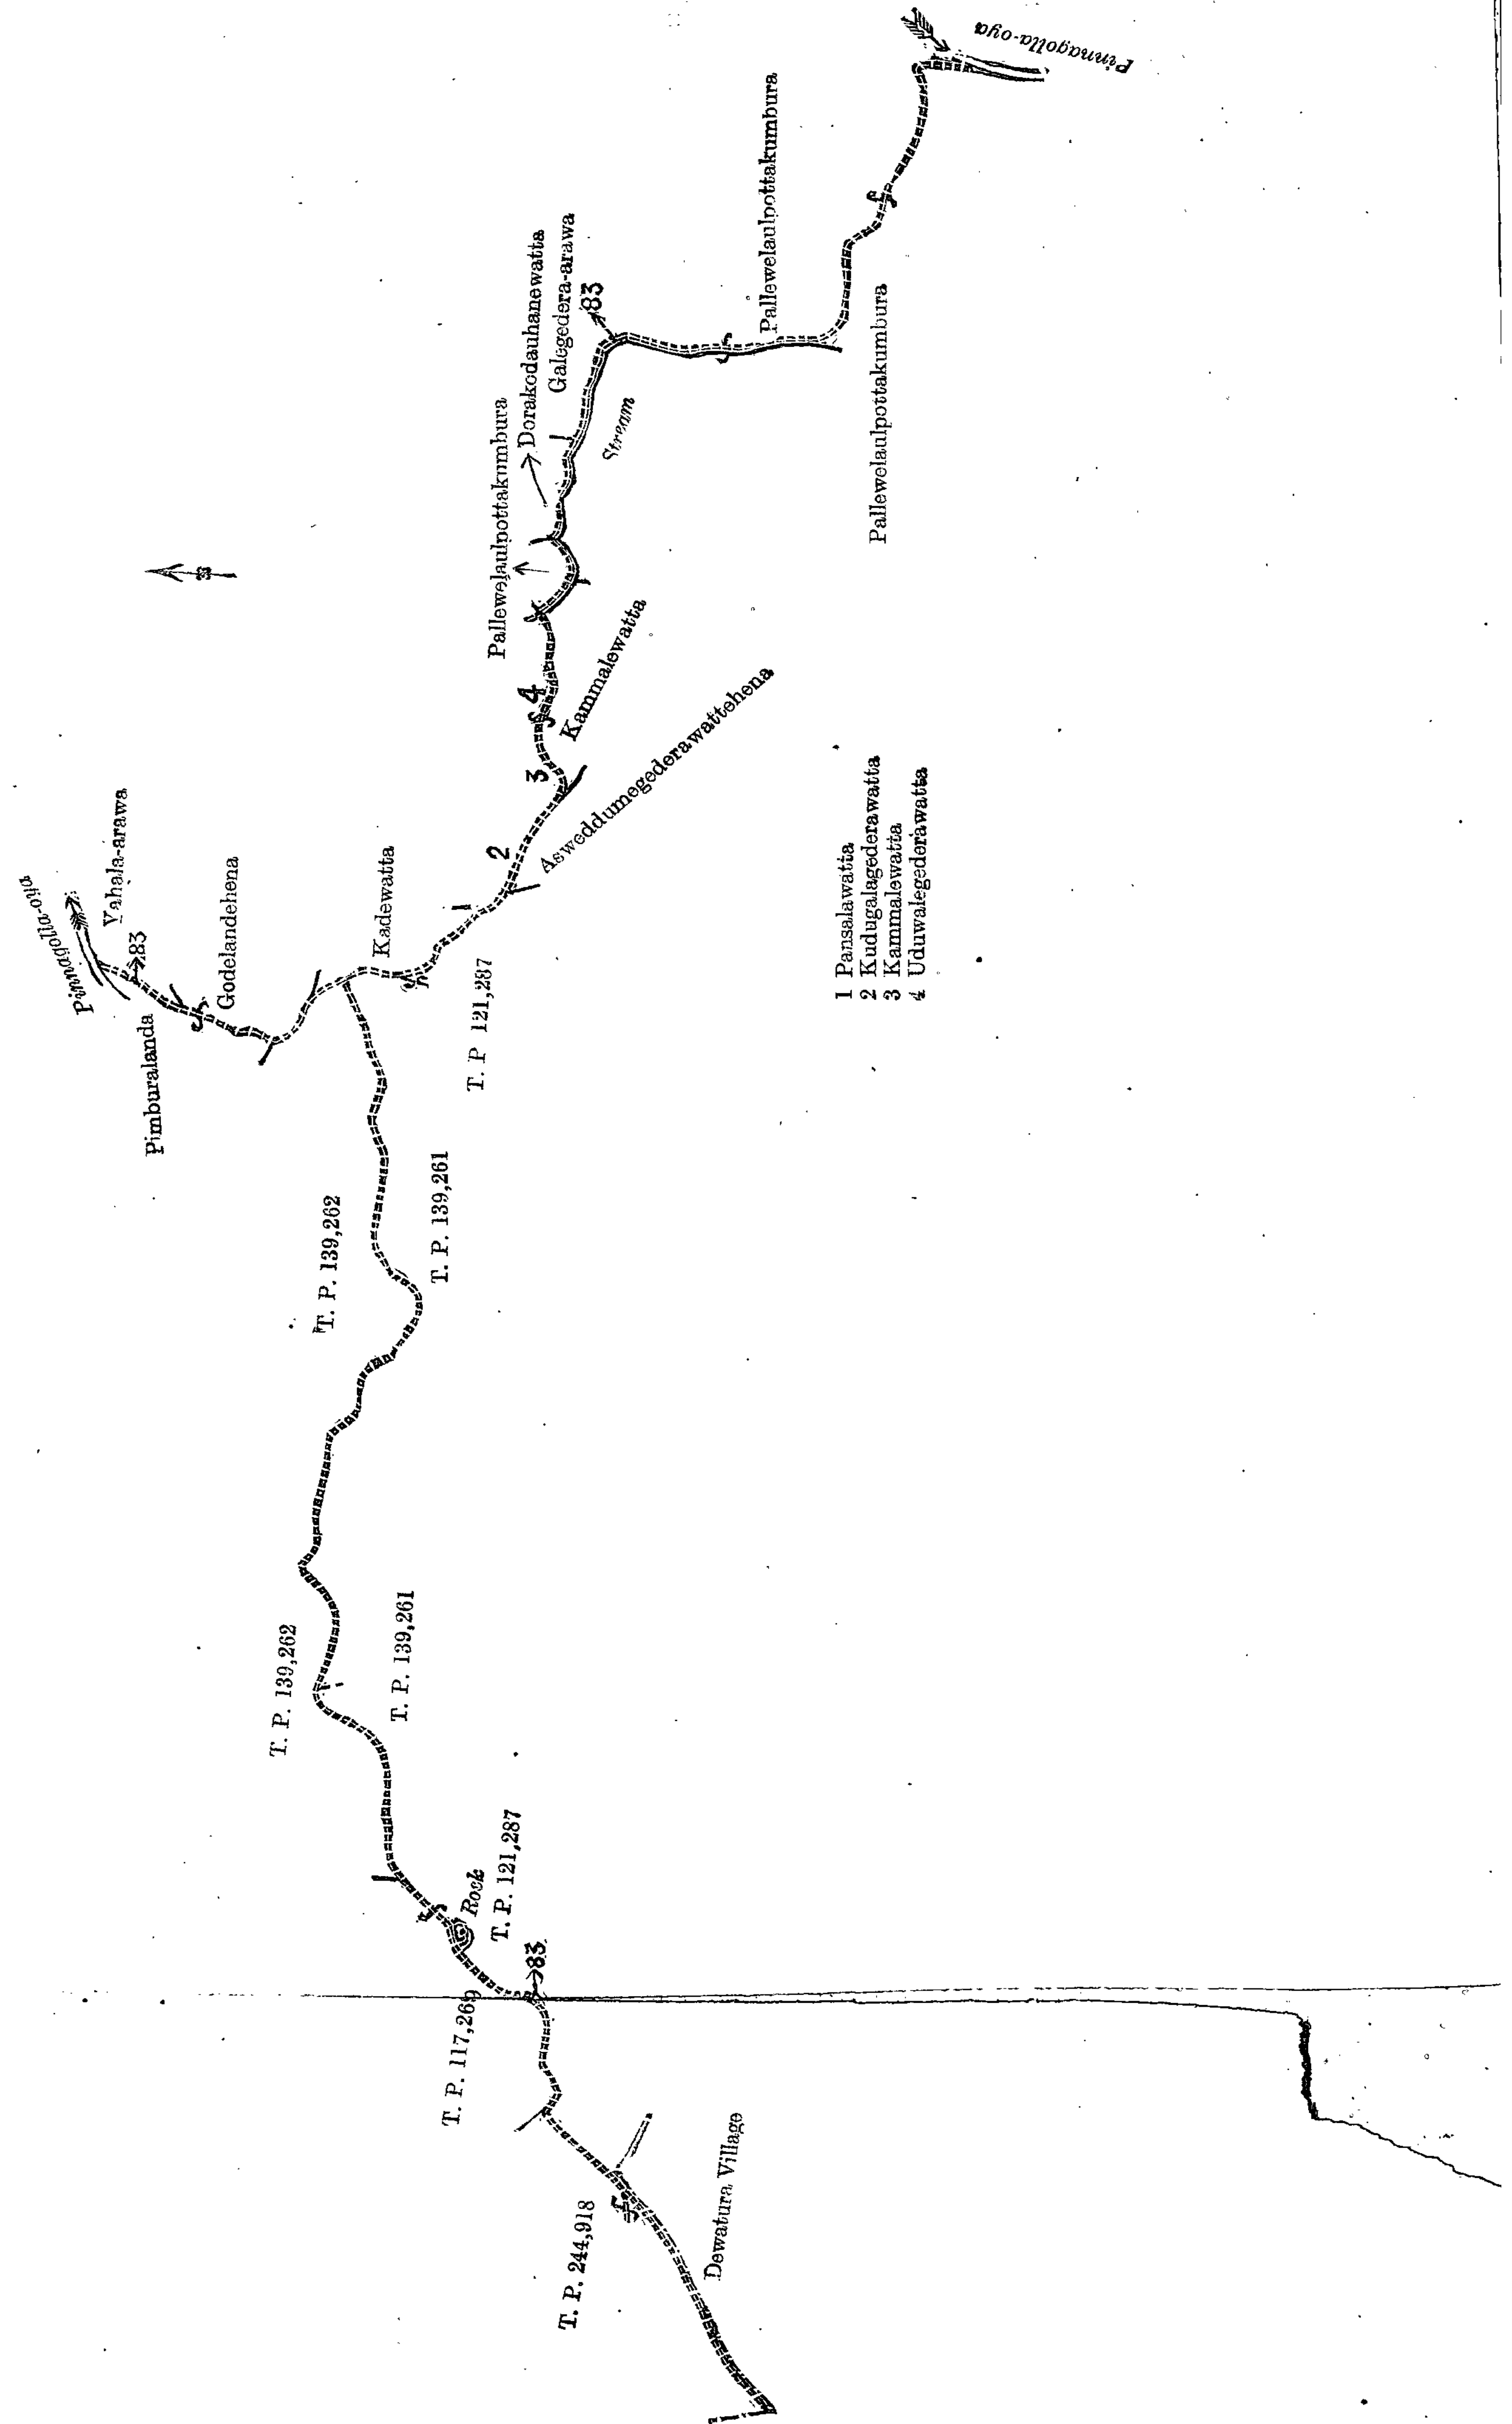 Pinnagolla-oya
Vahala-arawa
83
Pimburalanda
Godelandehena
Kadewatta
T. P. 139,262
T. P. 139,261
T. P 121,287
1
2
Asweddumegederawattehena
3
Kammalewatta
4
Pallewelaulpottakumbura
Dorakodauhanewatta
Galegedera-arawa
83
Stream
Pallewelaulpottakumbura
Pallewelaulpottakumbura
Pinnagolla-oya
T. P. 139,262
T. P. 139,261
Rock
T. P. 121,287
83
T. P. 117,269
T. P. 244,918
Dewatura Village
1 Pansalawatta
2 Kudugalagederawatta
3 Kammalewatta
4 Uduwalegederawatta